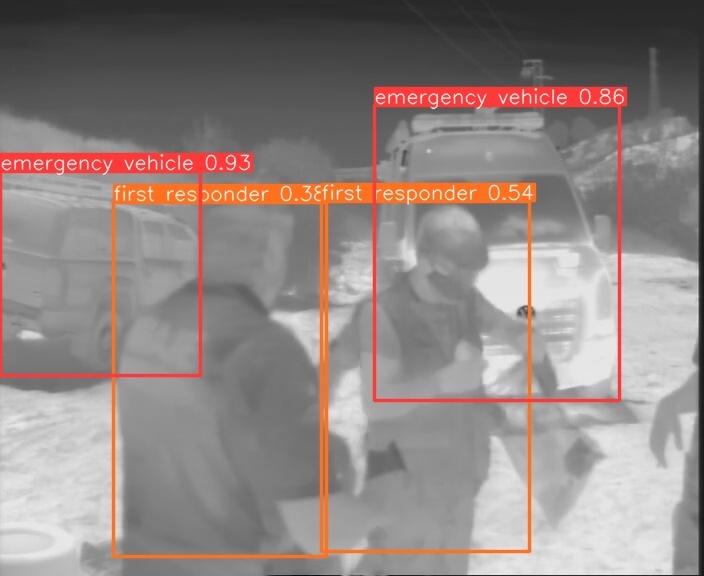 emergency vehicle 0.86
emergency vehicle 0.93
first responder 0.38
first responder 0.54